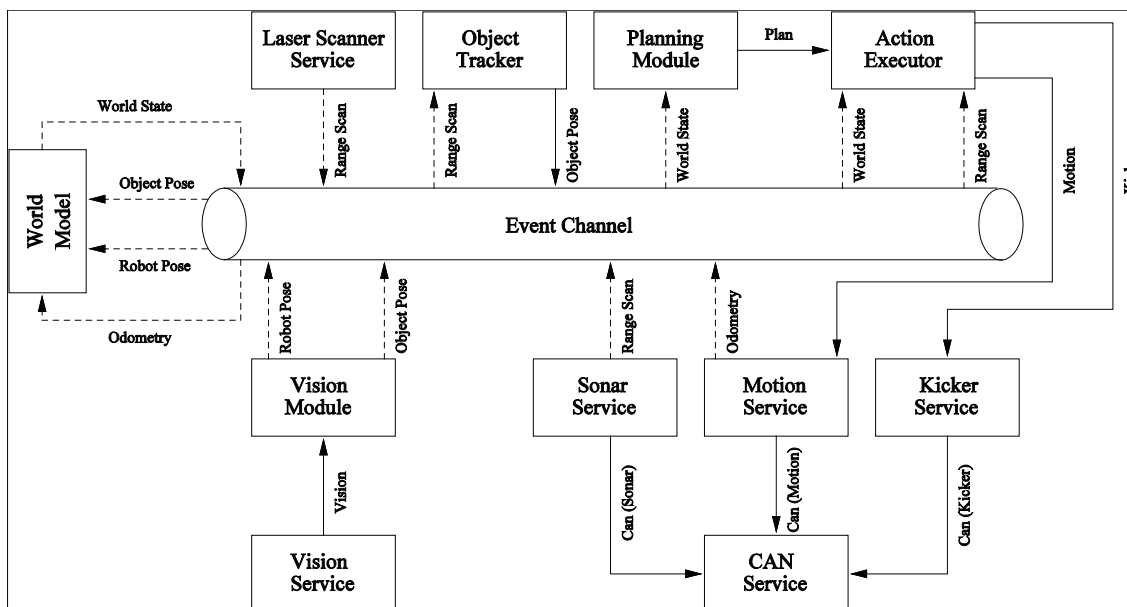 Laser Scanner
Service
Object
Tracker
Planning
Module
Plan
Action
Executor
World State
Range Scan
Range Scan
Object Pose
World State
World State
Range Scan
Motion
World
Model
Object Pose
Robot Pose
Odometry
Event Channel
Robot Pose
Object Pose
Range Scan
Odometry
Vision
Module
Sonar
Service
Motion
Service
Kicker
Service
Vision
Can (Sonar)
Can (Motion)
Can (Kicker)
Vision
Service
CAN
Service